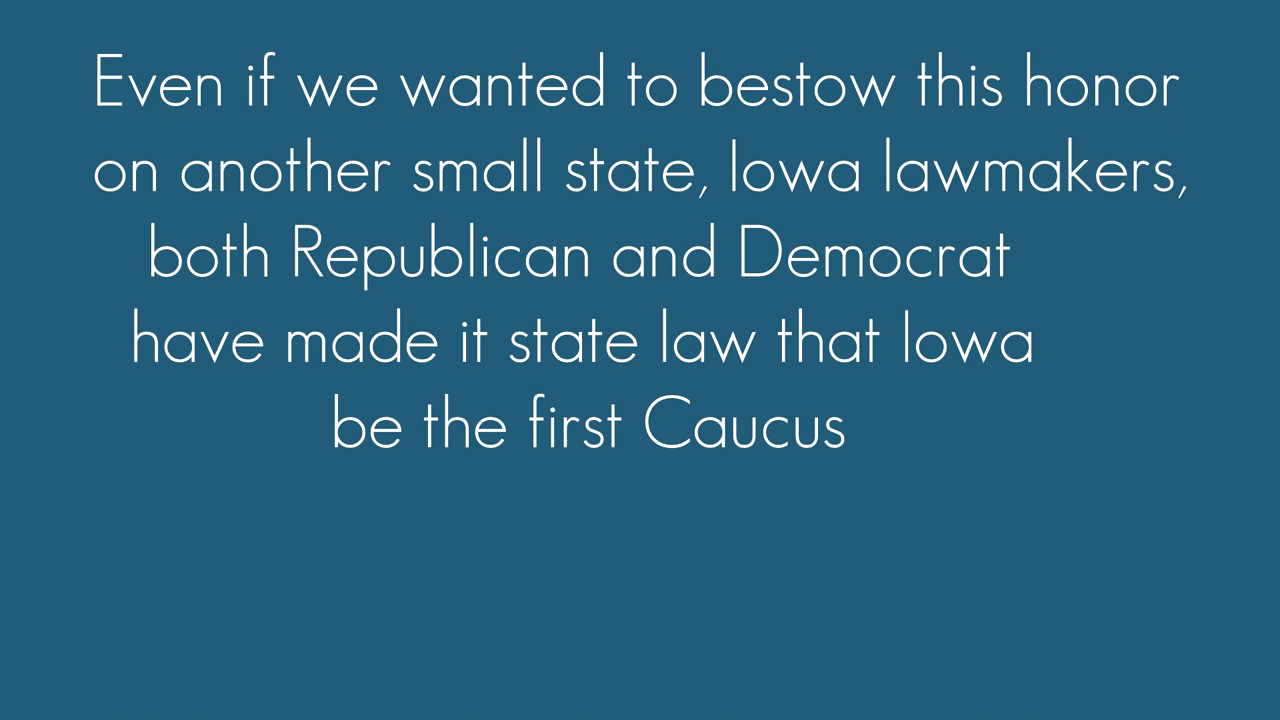 Even if we wanted to bestow this honor
on another small state, Iowa lawmakers,
both Republican and Democrat
have made it state law that Iowa
be the first Caucus